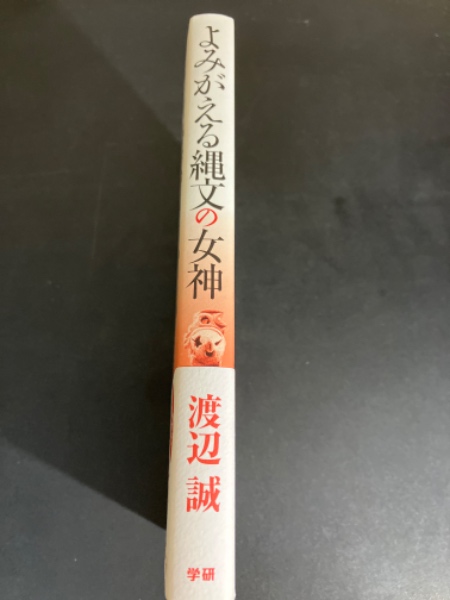 よみがえる縄文の女神
渡辺 誠
学研